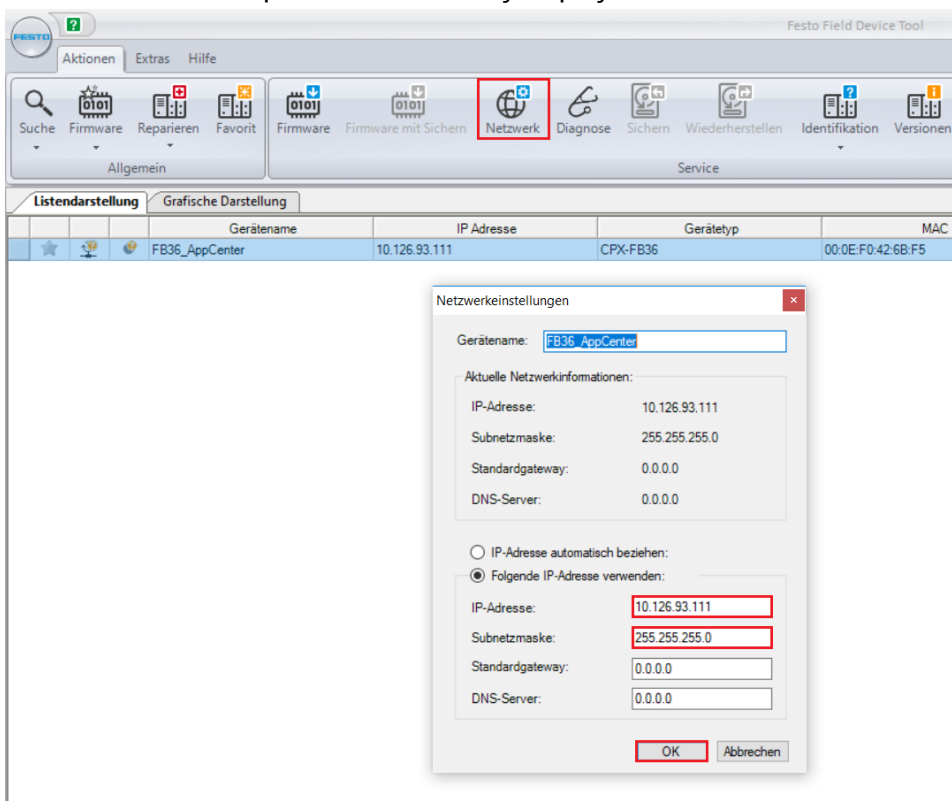 FESTO
?
Festo Field Device Tool
Aktionen Extras Hilfe
Suche Firmware Reparieren Favorit Firmware Firmware mit Sichern Netzwerk Diagnose Sichern Wiederherstellen Identifikation Versionen
Allgemein Service
Listendarstellung Grafische Darstellung
Gerätename IP Adresse Gerätetyp MAC
FB36_AppCenter 10.126.93.111 CPX-FB36 00:0E:F0:42:6B:F5
Netzwerkeinstellungen
Gerätename: FB36_AppCenter
Aktuelle Netzwerkinformationen:
IP-Adresse: 10.126.93.111
Subnetzmaske: 255.255.255.0
Standardgateway: 0.0.0.0
DNS-Server: 0.0.0.0
IP-Adresse automatisch beziehen:
Folgende IP-Adresse verwenden:
IP-Adresse: 10.126.93.111
Subnetzmaske: 255.255.255.0
Standardgateway: 0.0.0.0
DNS-Server: 0.0.0.0
OK Abbrechen